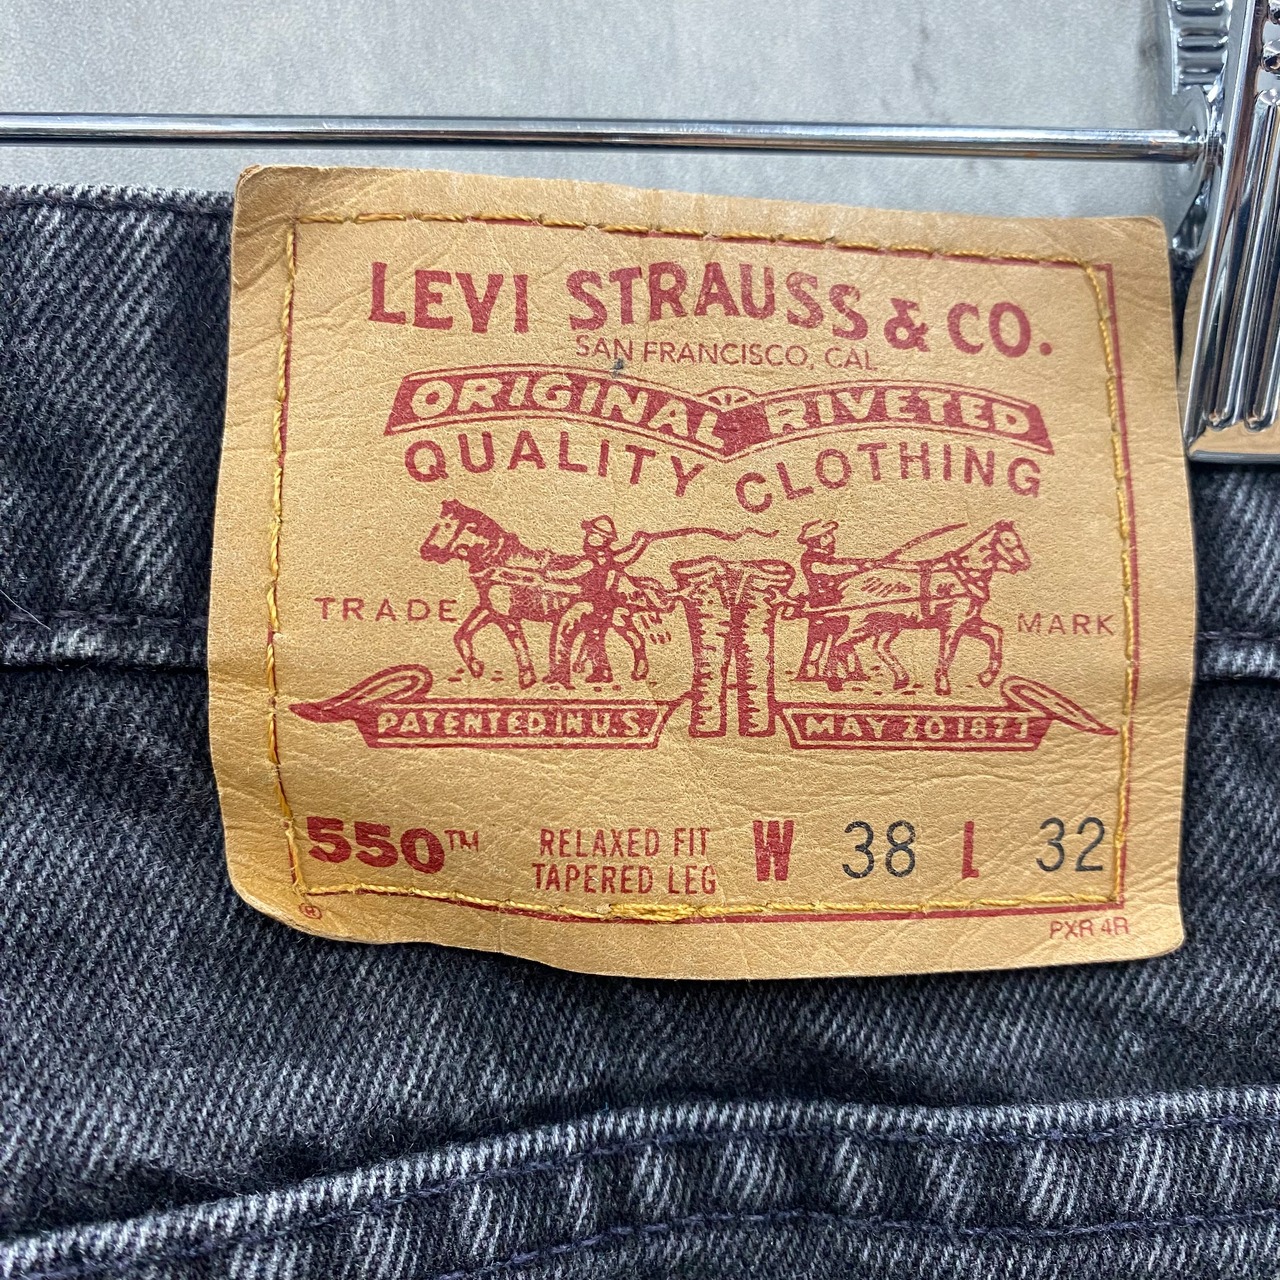 LEVI STRAUSS & CO.
SAN FRANCISCO, CAL
ORIGINAL RIVETED
QUALITY CLOTHING
TRADE MARK
PATENTED IN U.S. MAY 20 1873
550™ RELAXED FIT W 38 L 32
TAPERED LEG
®
PXR 4R